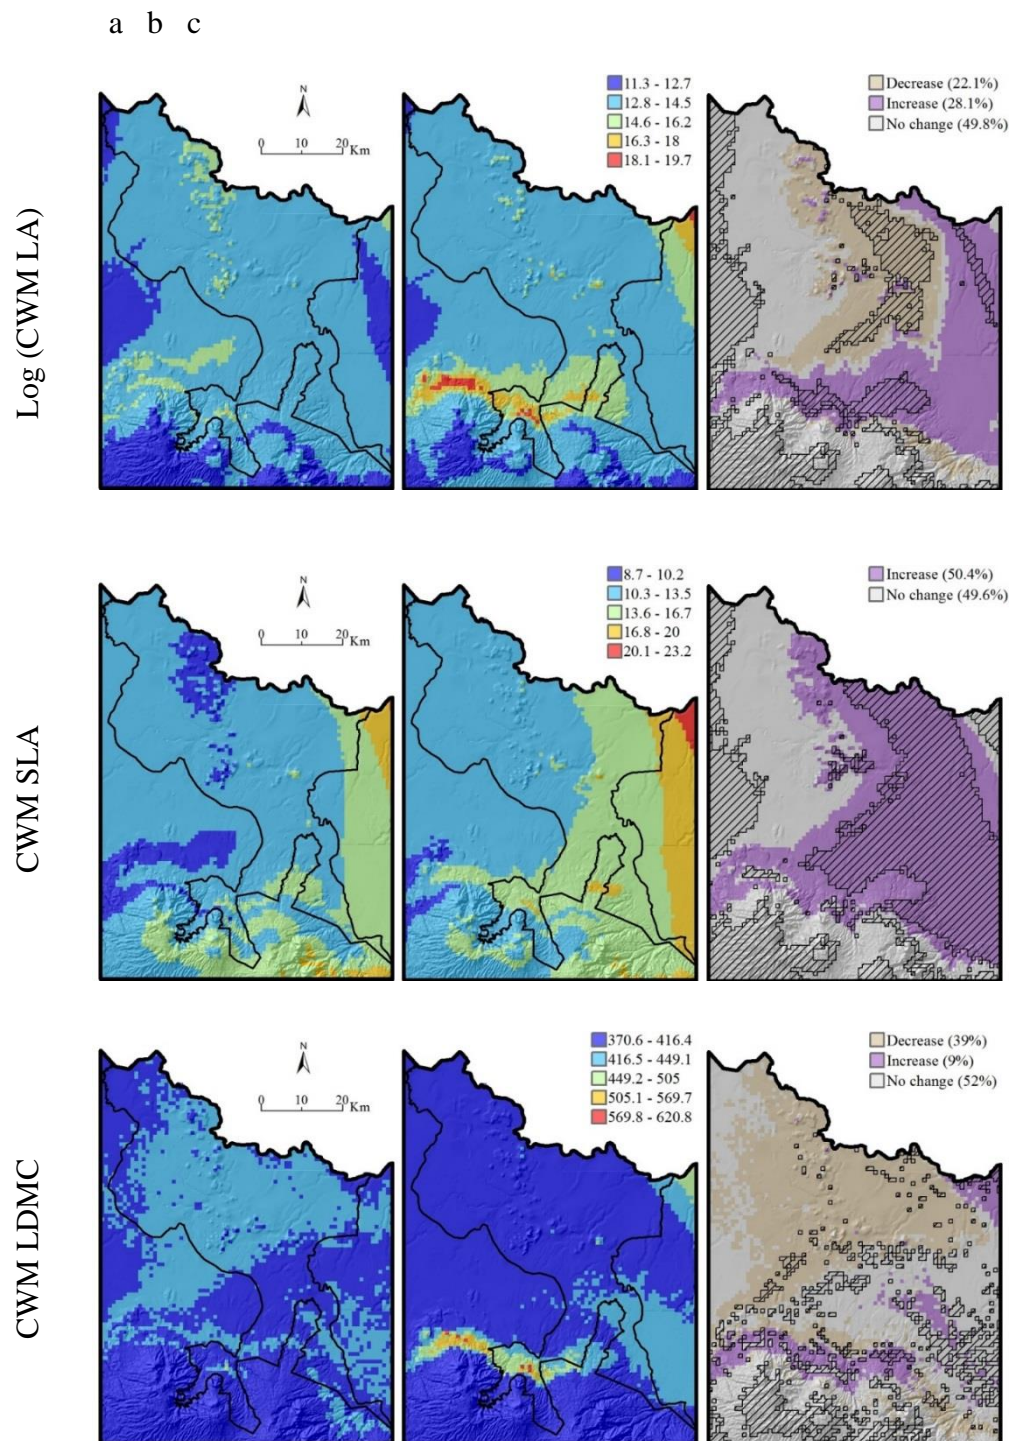 a b c
Log (CWM LA)
N
0 10 20 Km
11.3 - 12.7
12.8 - 14.5
14.6 - 16.2
16.3 - 18
18.1 - 19.7
Decrease (22.1%)
Increase (28.1%)
No change (49.8%)
CWM SLA
N
0 10 20 Km
8.7 - 10.2
10.3 - 13.5
13.6 - 16.7
16.8 - 20
20.1 - 23.2
Increase (50.4%)
No change (49.6%)
CWM LDMC
N
0 10 20 Km
370.6 - 416.4
416.5 - 449.1
449.2 - 505
505.1 - 569.7
569.8 - 620.8
Decrease (39%)
Increase (9%)
No change (52%)